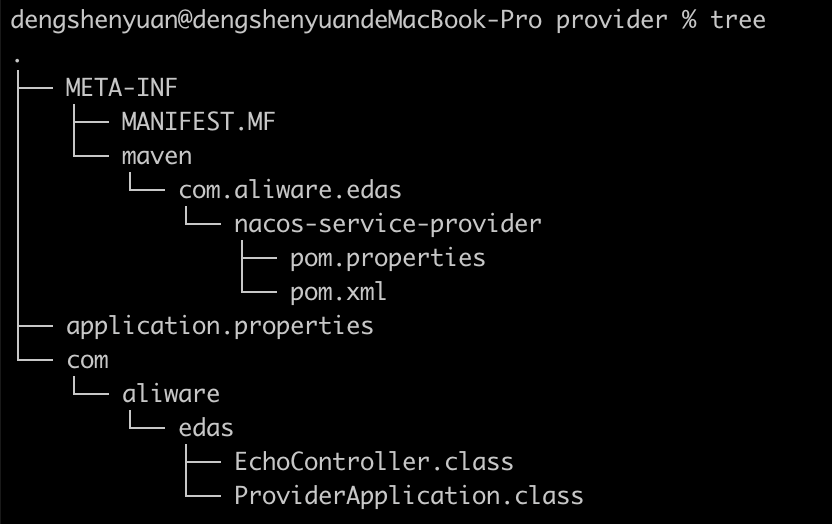 dengshenyuan@dengshenyuandeMacBook-Pro provider % tree
.
├── META-INF
│   ├── MANIFEST.MF
│   └── maven
│       └── com.aliware.edas
│           └── nacos-service-provider
│               ├── pom.properties
│               └── pom.xml
├── application.properties
└── com
    └── aliware
        └── edas
            ├── EchoController.class
            └── ProviderApplication.class